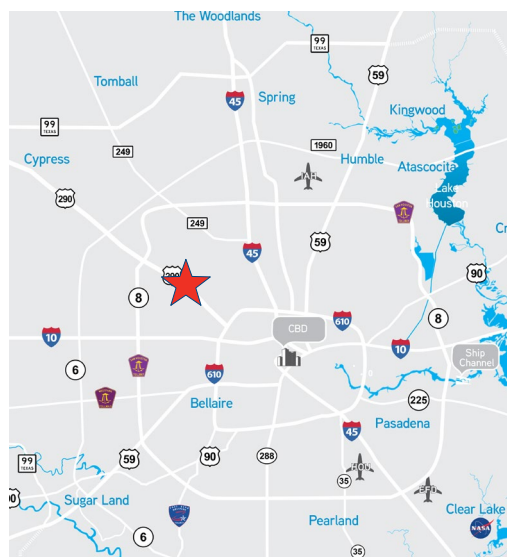 The Woodlands
99
TEXAS
59
Tomball
45
Spring
Kingwood
99
TEXAS
1960
249
Humble
Cypress
Atascocita
IAH
Lake
Houston
290
249
59
45
90
8
8
CBD
610
10
10
Ship
Channel
6
610
225
Bellaire
Pasadena
45
90
288
59
99
TEXAS
HOU
35
EFD
Sugar Land
Clear Lake
Pearland
NASA
6
35